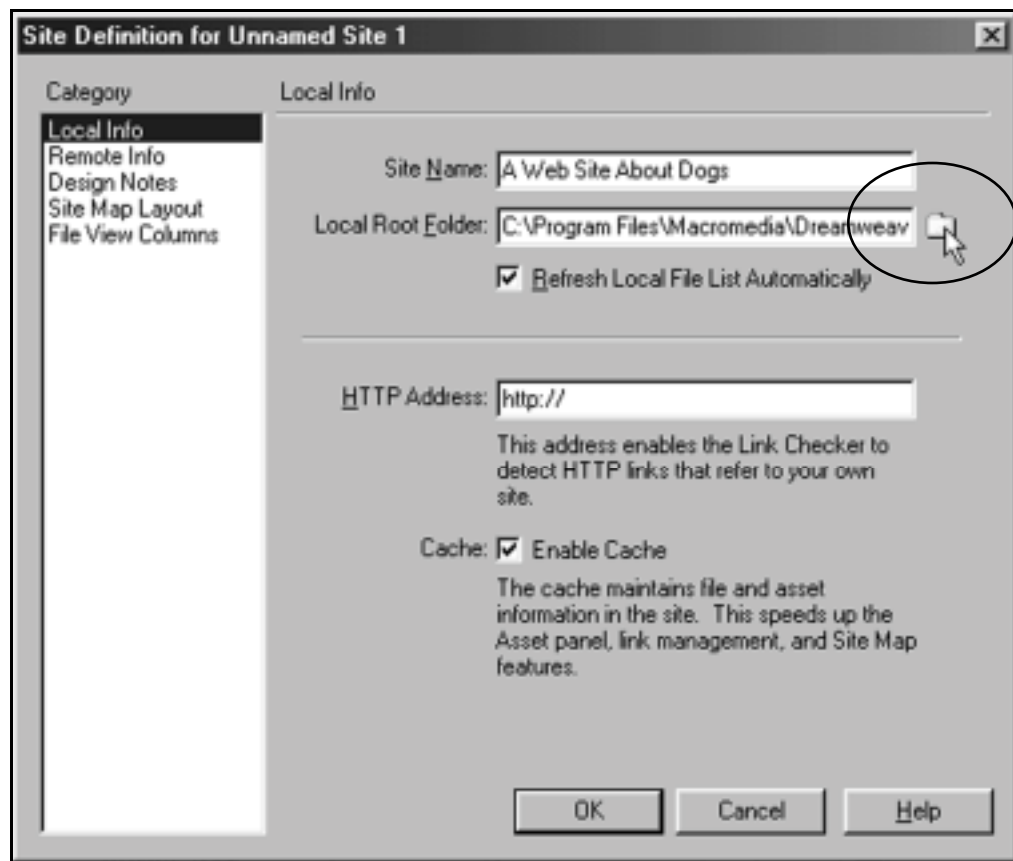 Site Definition for Unnamed Site 1
Category
Local Info
Remote Info
Design Notes
Site Map Layout
File View Columns
Local Info
Site Name: A Web Site About Dogs
Local Root Folder: C:\Program Files\Macromedia\Dreamweav
Refresh Local File List Automatically
HTTP Address: http://
This address enables the Link Checker to
detect HTTP links that refer to your own
site.
Cache: Enable Cache
The cache maintains file and asset
information in the site. This speeds up the
Asset panel, link management, and Site Map
features.
OK Cancel Help